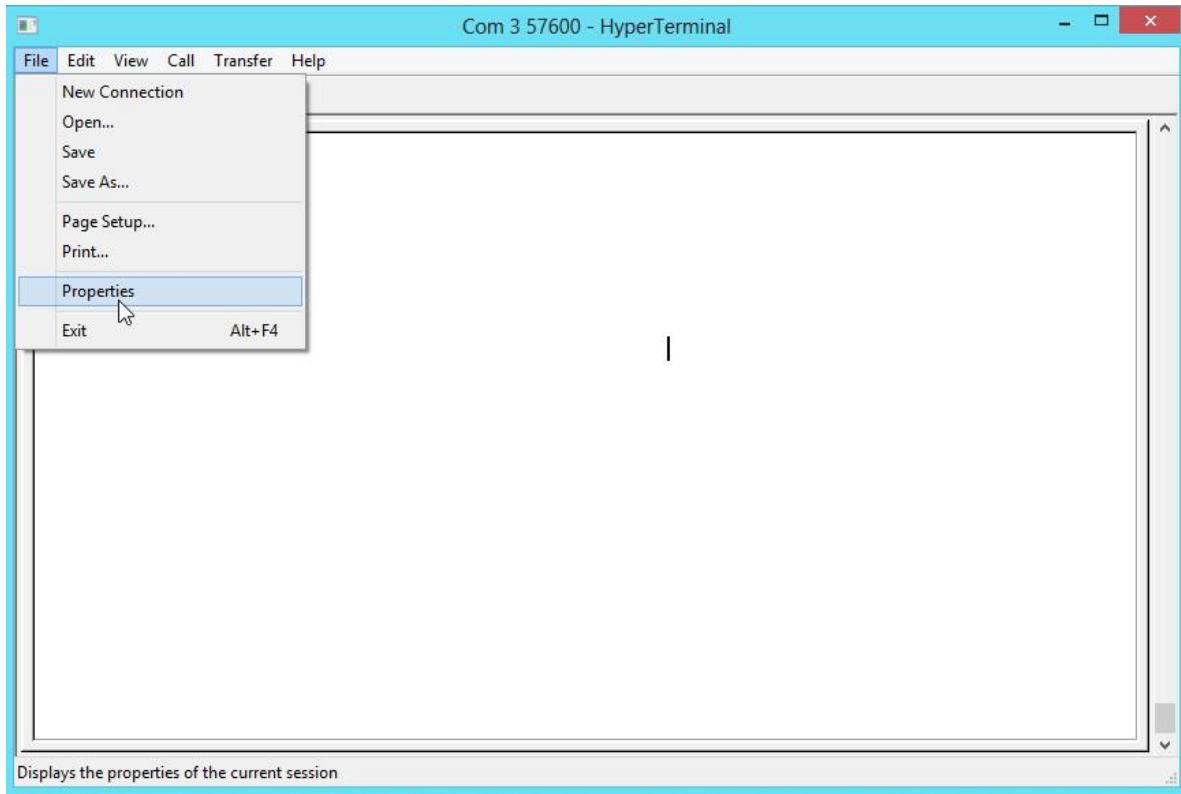 Com 3 57600 - HyperTerminal
File Edit View Call Transfer Help
New Connection
Open...
Save
Save As...
Page Setup...
Print...
Properties
Exit Alt+F4
Displays the properties of the current session